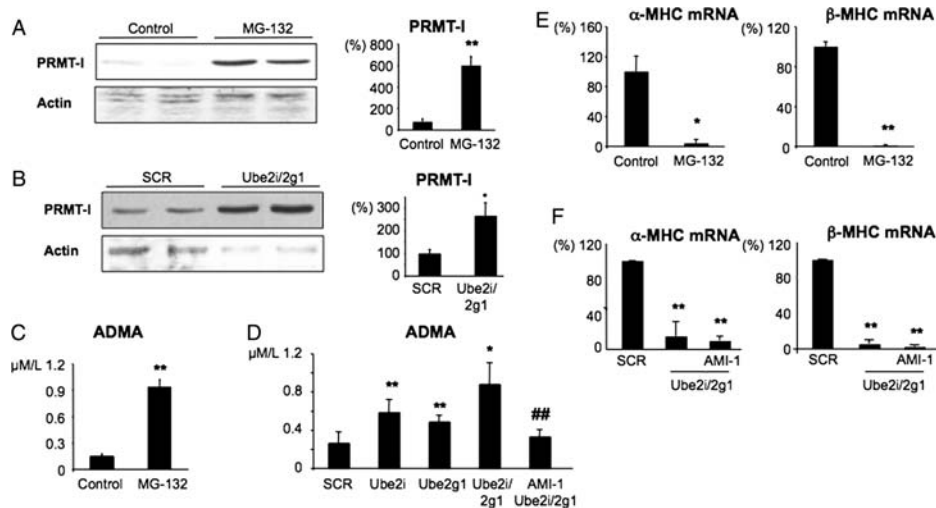 A
Control MG-132
PRMT-I
Actin
PRMT-I
(%)
800
600
400
200
0
**
Control MG-132
B
SCR Ube2i/2g1
PRMT-I
Actin
PRMT-I
(%)
300
200
100
0
*
SCR Ube2i/
2g1
C
ADMA
µM/L
1.2
0.9
0.6
0.3
0
**
Control MG-132
D
ADMA
µM/L
1.2
0.8
0.4
0
** ** * ##
SCR Ube2i Ube2g1 Ube2i/ AMI-1
2g1 Ube2i/2g1
E
α-MHC mRNA
(%)
160
120
80
40
0
*
Control MG-132
β-MHC mRNA
(%)
120
80
40
0
**
Control MG-132
F
α-MHC mRNA
(%)
120
80
40
0
** **
SCR AMI-1
Ube2i/2g1
β-MHC mRNA
(%)
120
80
40
0
** **
SCR AMI-1
Ube2i/2g1